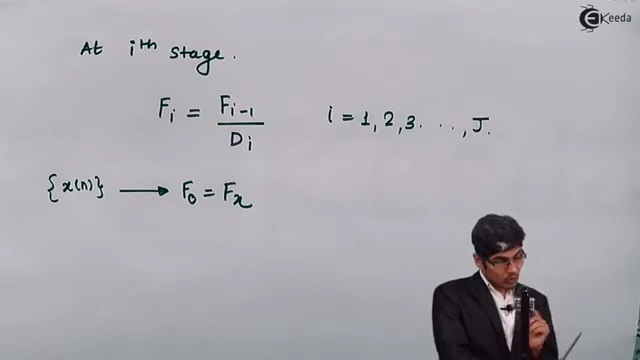 Ekeeda
At ith stage.
Fi = Fi-1 / Di    i = 1, 2, 3. ..., J.
{x(n)} ⟶ F0 = Fx